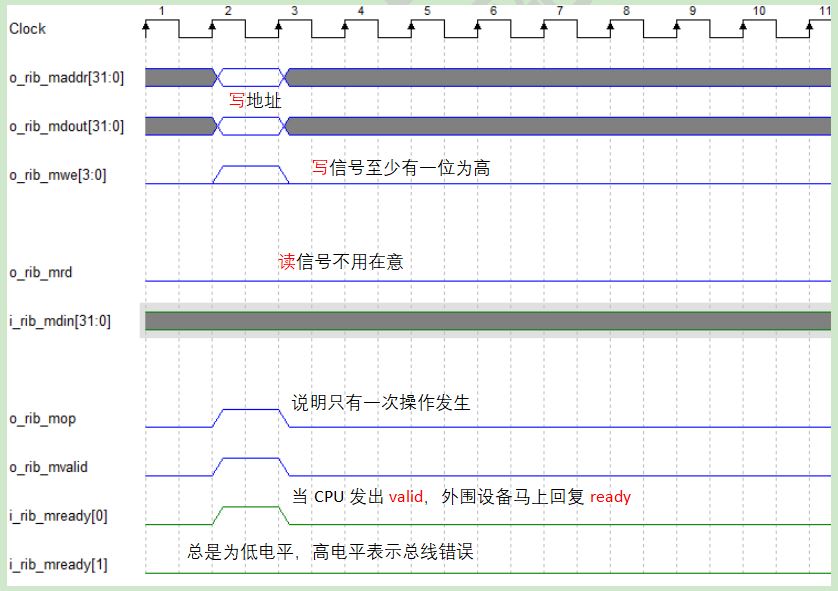 1 2 3 4 5 6 7 8 9 10 11
Clock
o_rib_maddr[31:0]
写地址
o_rib_mdout[31:0]
写信号至少有一位为高
o_rib_mwe[3:0]
读信号不用在意
o_rib_mrd
i_rib_mdin[31:0]
说明只有一次操作发生
o_rib_mop
o_rib_mvalid
当 CPU 发出 valid，外围设备马上回复 ready
i_rib_mready[0]
总是为低电平，高电平表示总线错误
i_rib_mready[1]